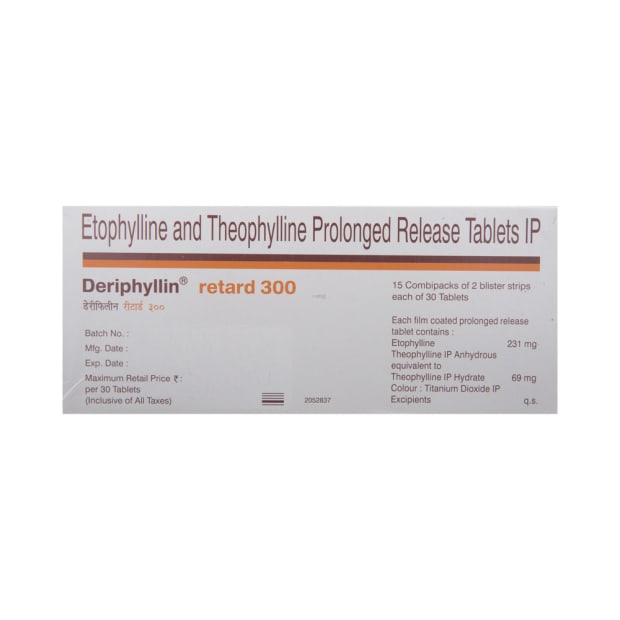 Etophylline and Theophylline Prolonged Release Tablets IP
Deriphyllin® retard 300
डेरीफिलीन रीटार्ड ३००
Batch No. :
Mfg. Date :
Exp. Date :
Maximum Retail Price ₹ :
per 30 Tablets
(Inclusive of All Taxes)
2052837
15 Combipacks of 2 blister strips
each of 30 Tablets
Each film coated prolonged release
tablet contains :
Etophylline 231 mg
Theophylline IP Anhydrous
equivalent to
Theophylline IP Hydrate 69 mg
Colour : Titanium Dioxide IP
Excipients q.s.